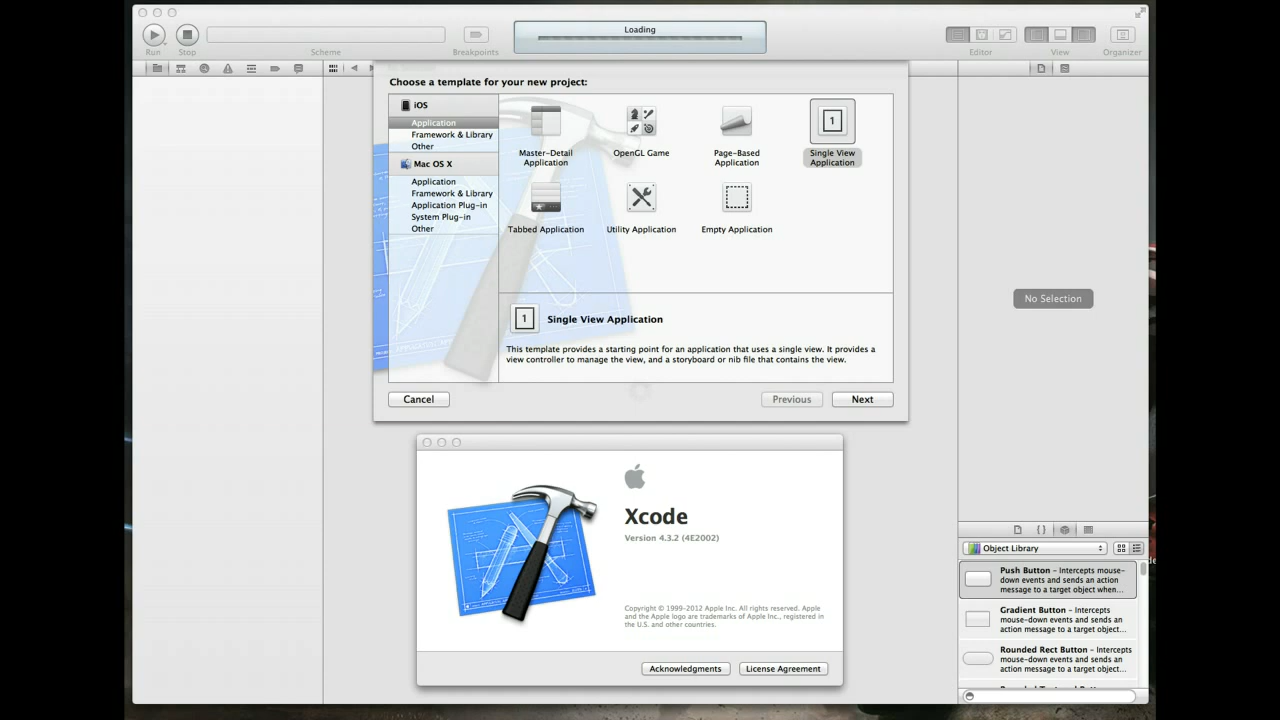 Loading
Run
Stop
Scheme
Breakpoints
Editor
View
Organizer
Choose a template for your new project:
iOS
Application
Framework & Library
Other
Mac OS X
Application
Framework & Library
Application Plug-in
System Plug-in
Other
Master-Detail
Application
OpenGL Game
Page-Based
Application
1
Single View
Application
Tabbed Application
Utility Application
Empty Application
1
Single View Application
This template provides a starting point for an application that uses a single view. It provides a
view controller to manage the view, and a storyboard or nib file that contains the view.
Cancel
Previous
Next
No Selection
Xcode
Version 4.3.2 (4E2002)
Copyright © 1999-2012 Apple Inc. All rights reserved. Apple
and the Apple logo are trademarks of Apple Inc., registered in
the U.S. and other countries.
Acknowledgments
License Agreement
{ }
Object Library
Push Button – Intercepts mouse-
down events and sends an action
message to a target object when...
Gradient Button – Intercepts
mouse-down events and sends an
action message to a target object...
Rounded Rect Button – Intercepts
mouse-down events and sends an
action message to a target object...